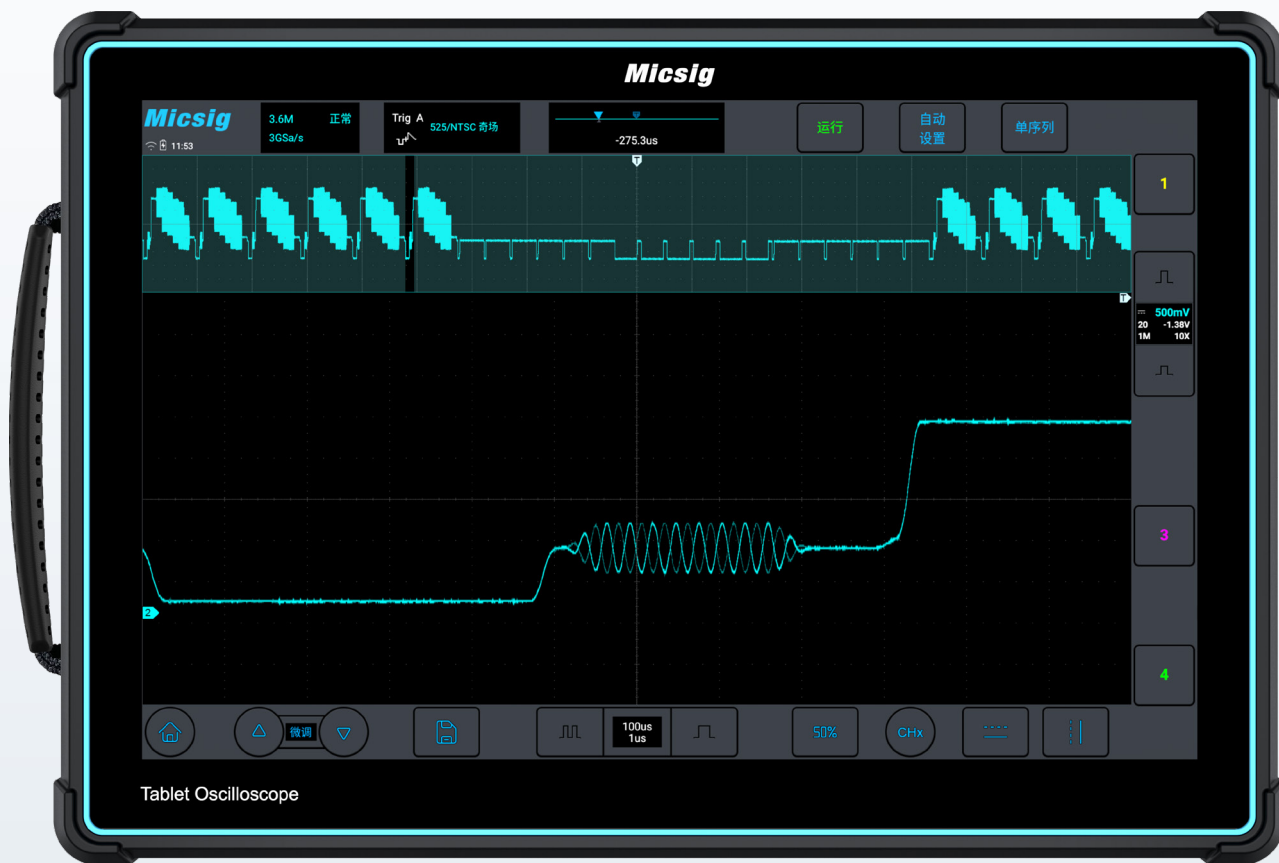 Micsig
Micsig
11:53
3.6M 正常
3GSa/s
Trig A
525/NTSC 奇场
-275.3us
运行
自动
设置
单序列
T
T
1
500mV
20 -1.38V
1M 10X
3
2
4
微调
100us
1us
50%
CHx
Tablet Oscilloscope